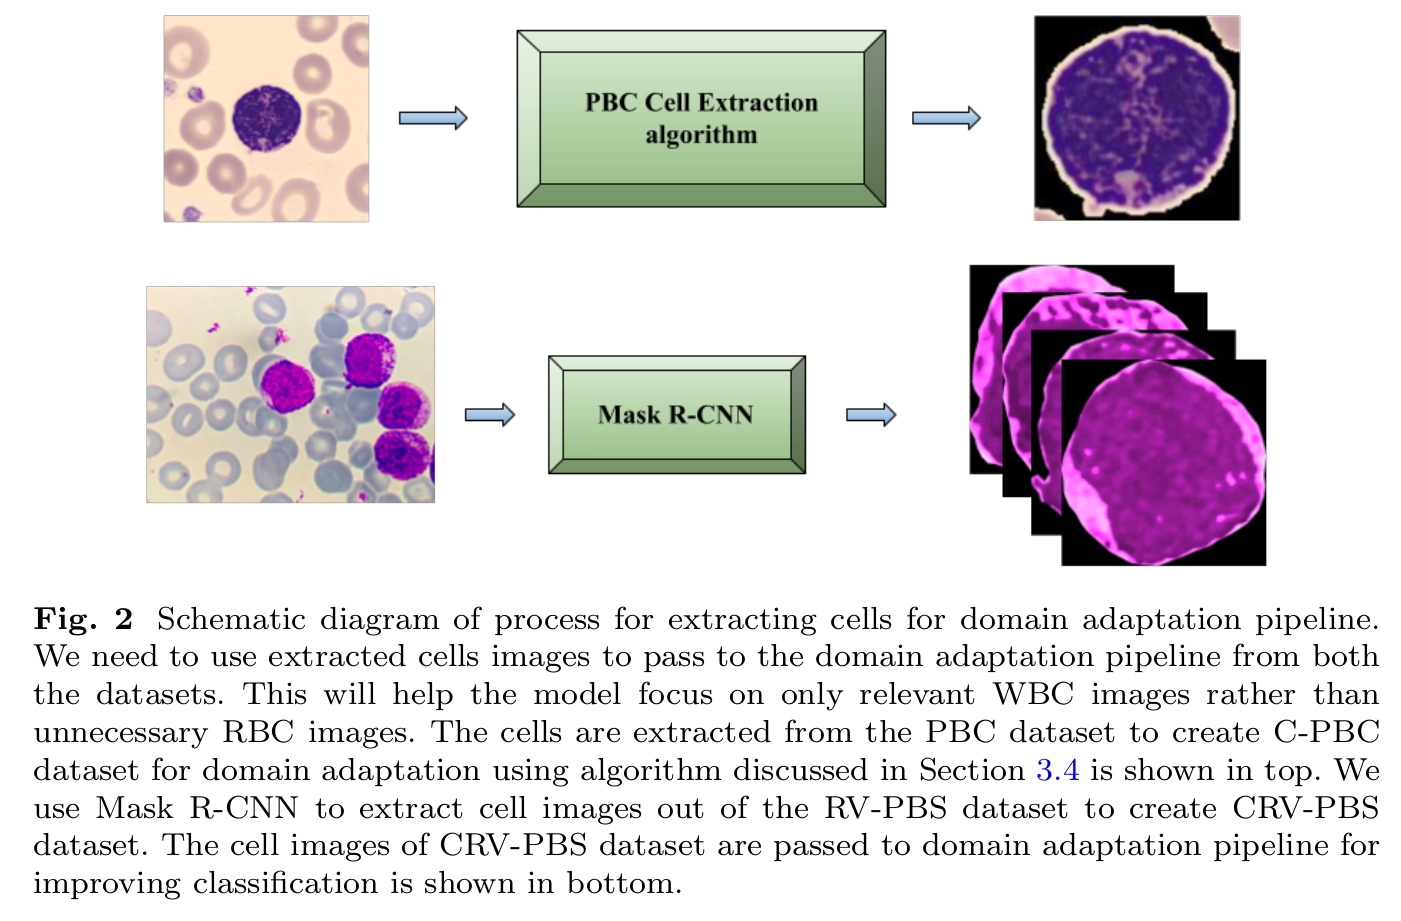 PBC Cell Extraction
algorithm
Mask R-CNN
Fig. 2 Schematic diagram of process for extracting cells for domain adaptation pipeline.
We need to use extracted cells images to pass to the domain adaptation pipeline from both
the datasets. This will help the model focus on only relevant WBC images rather than
unnecessary RBC images. The cells are extracted from the PBC dataset to create C-PBC
dataset for domain adaptation using algorithm discussed in Section 3.4 is shown in top. We
use Mask R-CNN to extract cell images out of the RV-PBS dataset to create CRV-PBS
dataset. The cell images of CRV-PBS dataset are passed to domain adaptation pipeline for
improving classification is shown in bottom.